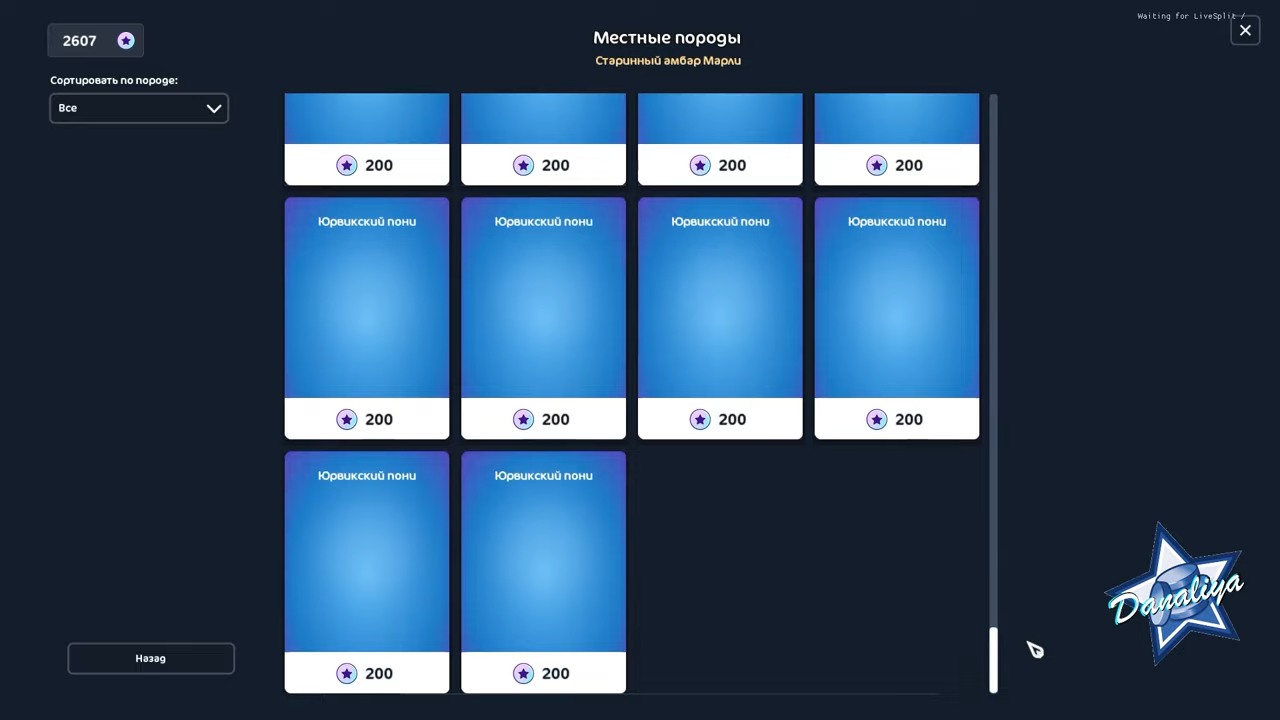 Waiting for LiveSplit /
2607
Местные породы
Старинный амбар Марли
Сортировать по породе:
Все
200 200 200 200
Юрвикский пони Юрвикский пони Юрвикский пони Юрвикский пони
200 200 200 200
Юрвикский пони Юрвикский пони
200 200
Назад
Danaliya